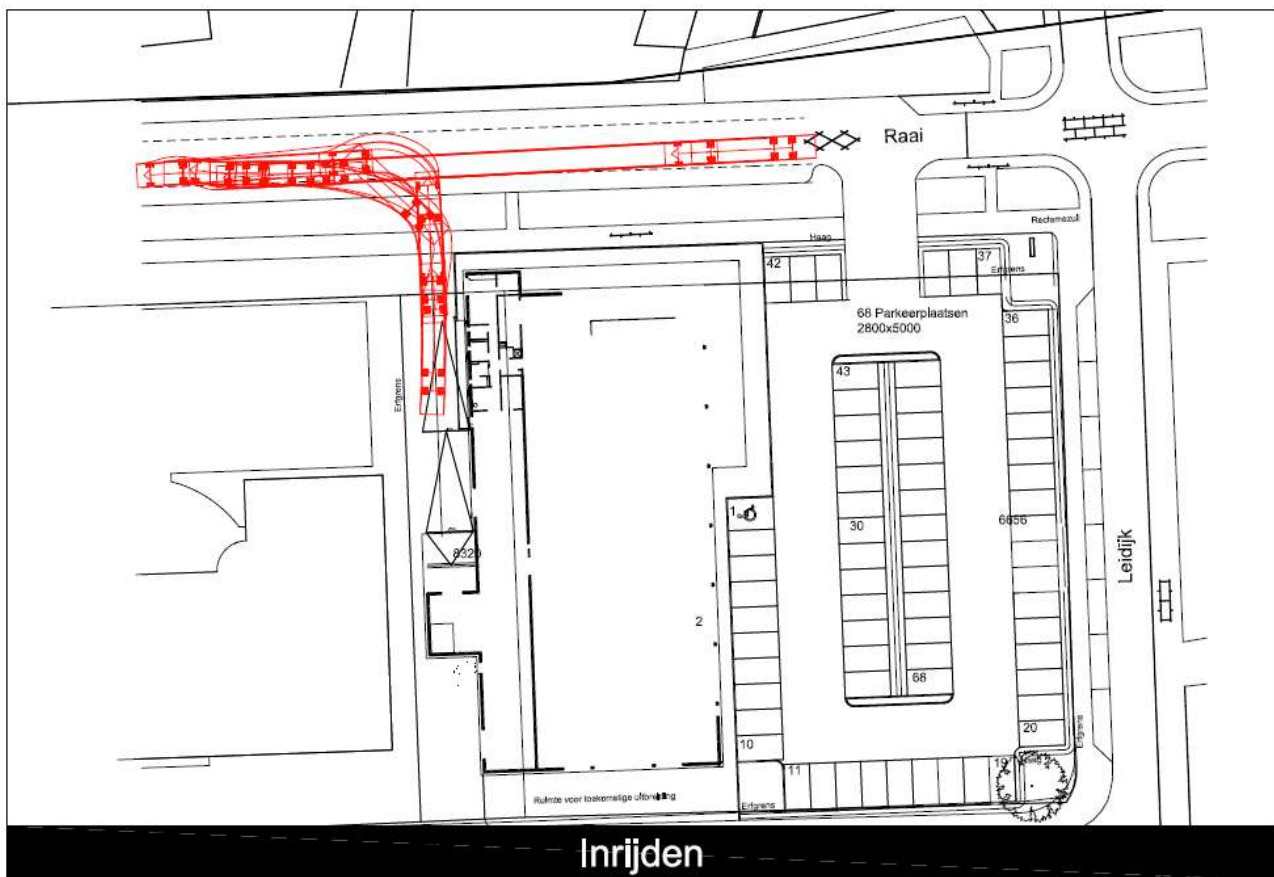 Raai
Reclamezuil
Haag
42
37
Erfgrens
68 Parkeerplaatsen
2800x5000
36
43
Erfgrens
1
30
6656
8320
Leidijk
2
68
20
10
Erfgrens
11
19
Ruimte voor toekomstige uitbreiding
Erfgrens
Inrijden